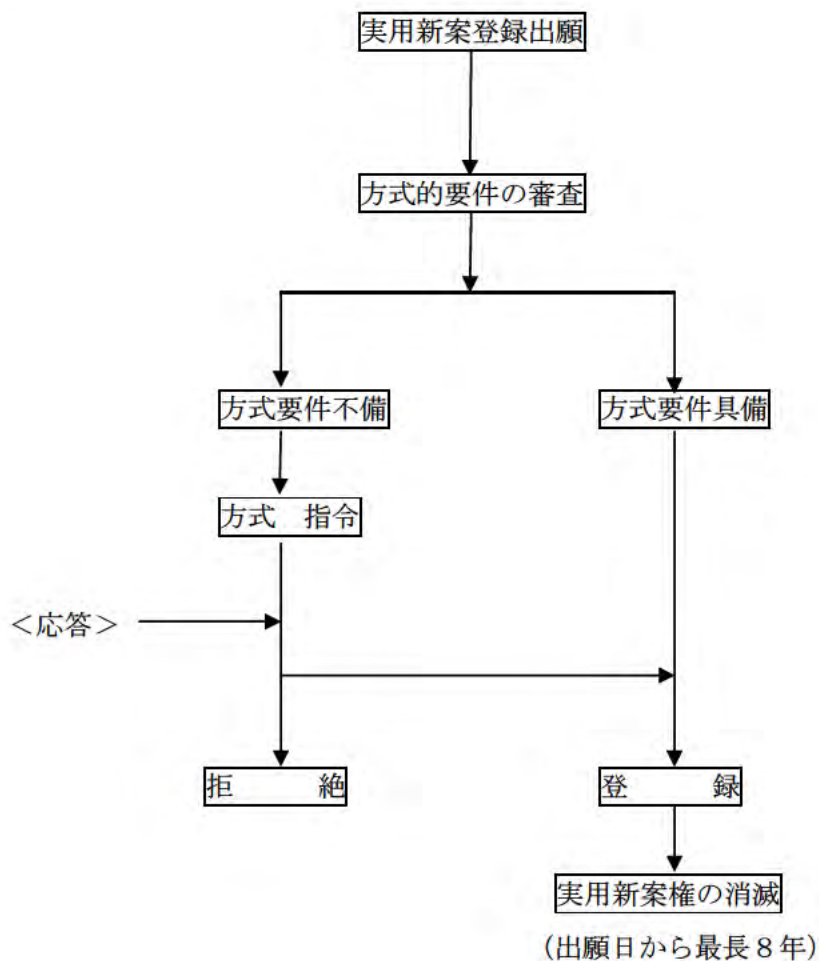 実用新案登録出願
方式的要件の審査
方式要件不備
方式要件具備
方式　指令
＜応答＞
拒　　　絶
登　　　録
実用新案権の消滅
（出願日から最長８年）